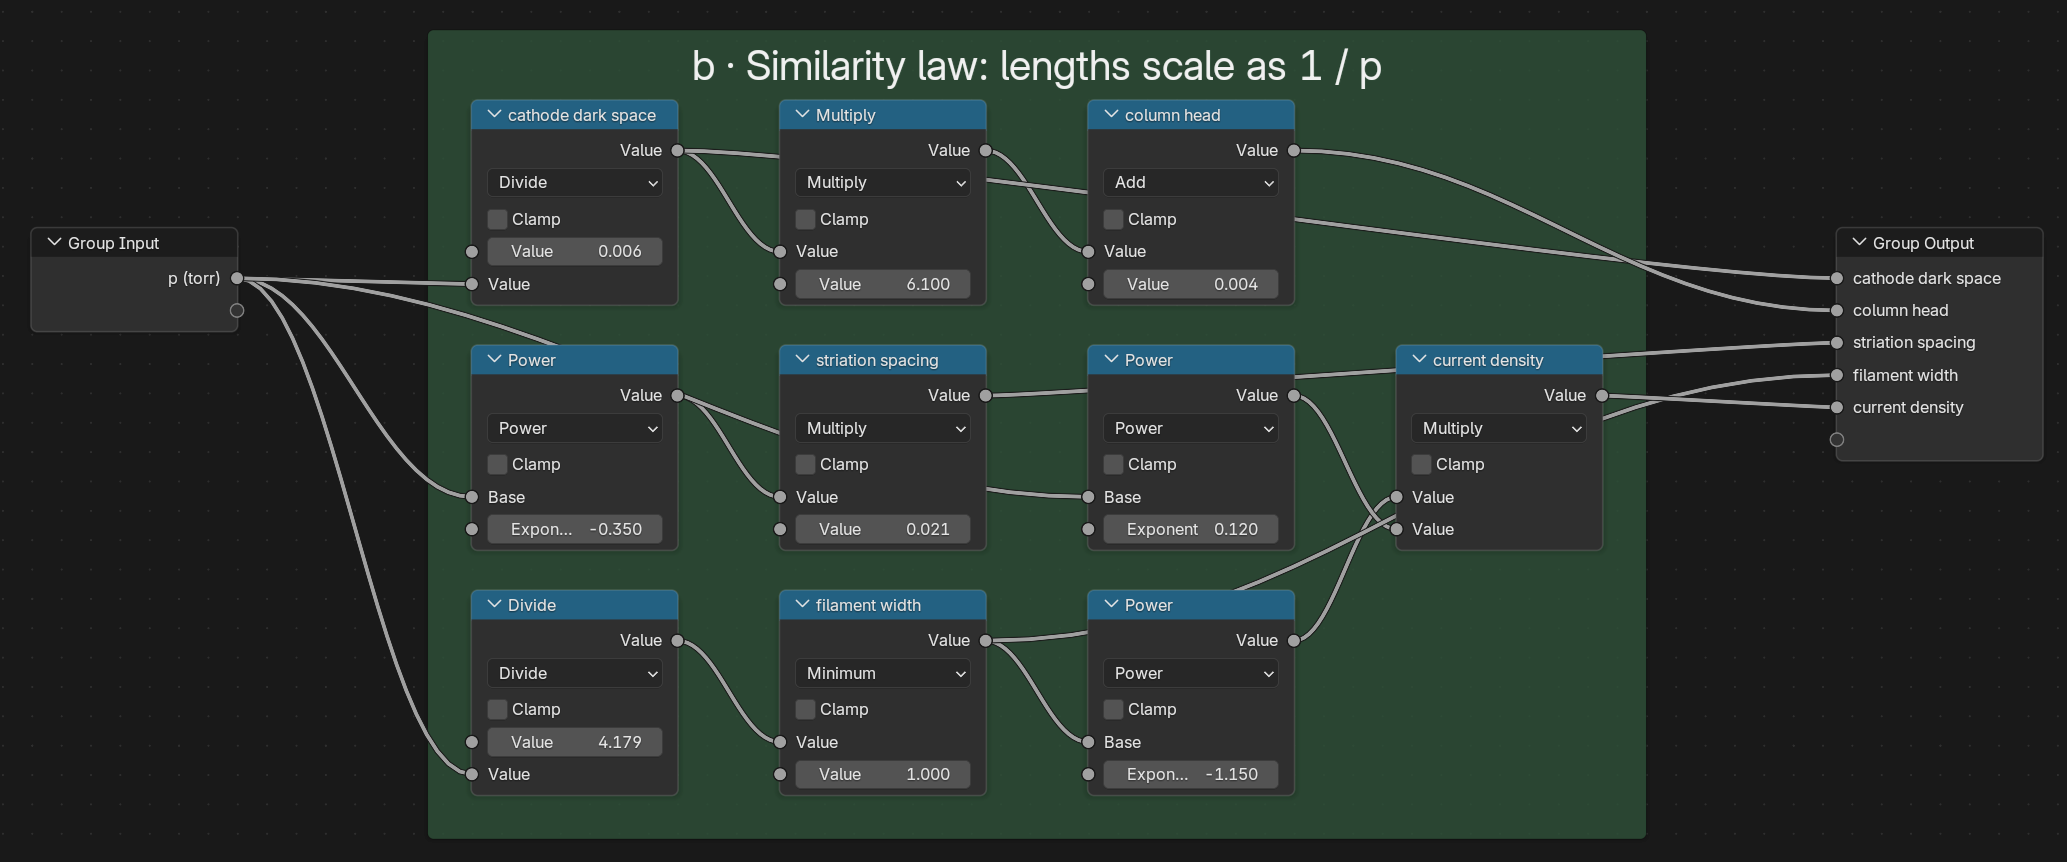 b · Similarity law: lengths scale as 1 / p
Group Input
p (torr)
cathode dark space
Value
Divide
Clamp
Value 0.006
Value
Multiply
Value
Multiply
Clamp
Value
Value 6.100
column head
Value
Add
Clamp
Value
Value 0.004
Power
Value
Power
Clamp
Base
Expon... -0.350
striation spacing
Value
Multiply
Clamp
Value
Value 0.021
Power
Value
Power
Clamp
Base
Exponent 0.120
current density
Value
Multiply
Clamp
Value
Value
Divide
Value
Divide
Clamp
Value 4.179
Value
filament width
Value
Minimum
Clamp
Value
Value 1.000
Power
Value
Power
Clamp
Base
Expon... -1.150
Group Output
cathode dark space
column head
striation spacing
filament width
current density